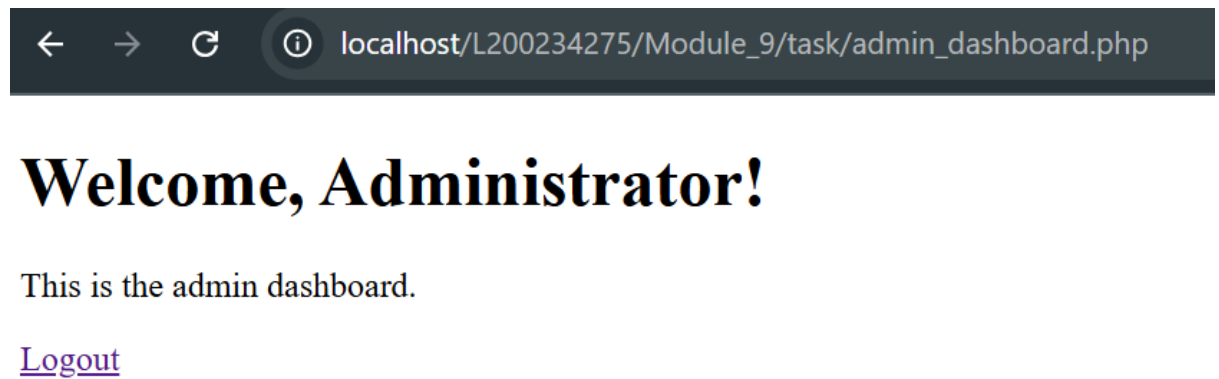 localhost/L200234275/Module_9/task/admin_dashboard.php
Welcome, Administrator!
This is the admin dashboard.
Logout